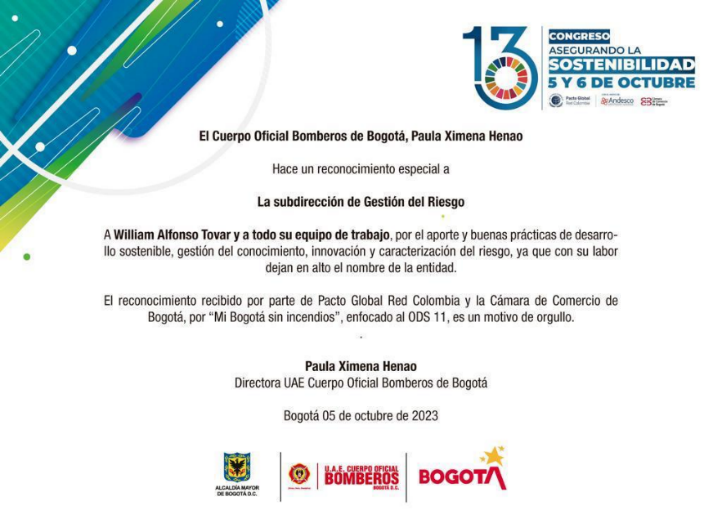 13
CONGRESO
ASEGURANDO LA
SOSTENIBILIDAD
5 Y 6 DE OCTUBRE
Pacto Global
Red Colombia
Andesco
El Cuerpo Oficial Bomberos de Bogotá, Paula Ximena Henao
Hace un reconocimiento especial a
La subdirección de Gestión del Riesgo
A William Alfonso Tovar y a todo su equipo de trabajo, por el aporte y buenas prácticas de desarro-
llo sostenible, gestión del conocimiento, innovación y caracterización del riesgo, ya que con su labor
dejan en alto el nombre de la entidad.
El reconocimiento recibido por parte de Pacto Global Red Colombia y la Cámara de Comercio de
Bogotá, por “Mi Bogotá sin incendios”, enfocado al ODS 11, es un motivo de orgullo.
Paula Ximena Henao
Directora UAE Cuerpo Oficial Bomberos de Bogotá
Bogotá 05 de octubre de 2023
ALCALDÍA MAYOR
DE BOGOTÁ D.C.
U.A.E. CUERPO OFICIAL
BOMBEROS
BOGOTÁ D.C.
BOGOTÁ